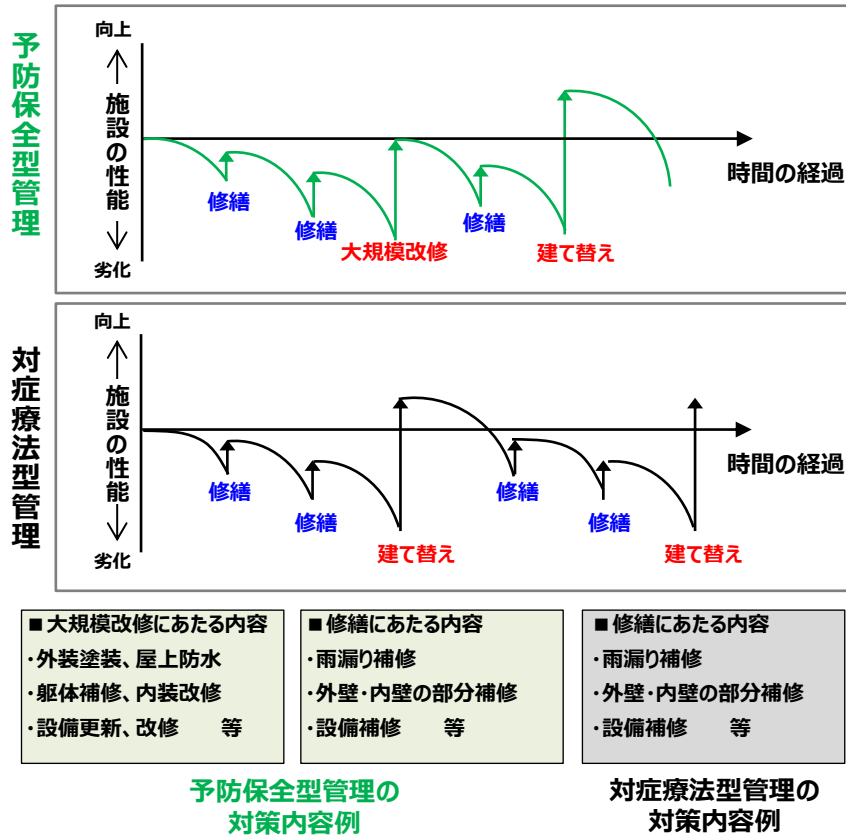 予防保全型管理
向上
施設の性能
劣化
修繕
修繕
大規模改修
修繕
建て替え
時間の経過
対症療法型管理
向上
施設の性能
劣化
修繕
修繕
建て替え
修繕
修繕
建て替え
時間の経過
■大規模改修にあたる内容
・外装塗装、屋上防水
・躯体補修、内装改修
・設備更新、改修　　等
■修繕にあたる内容
・雨漏り補修
・外壁・内壁の部分補修
・設備補修　　等
■修繕にあたる内容
・雨漏り補修
・外壁・内壁の部分補修
・設備補修　　等
予防保全型管理の
対策内容例
対症療法型管理の
対策内容例